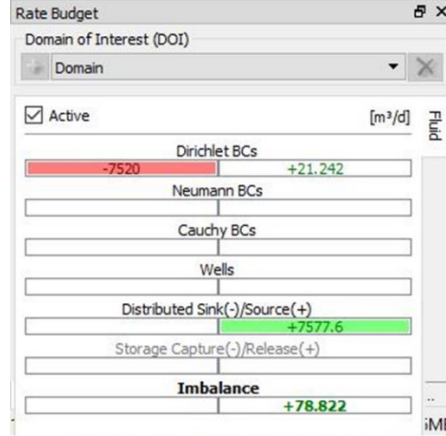 Rate Budget
Domain of Interest (DOI)
Domain
Active [m³/d]
Fluid
Dirichlet BCs
-7520 +21.242
Neumann BCs
Cauchy BCs
Wells
Distributed Sink(-)/Source(+)
+7577.6
Storage Capture(-)/Release(+)
Imbalance
+78.822
..